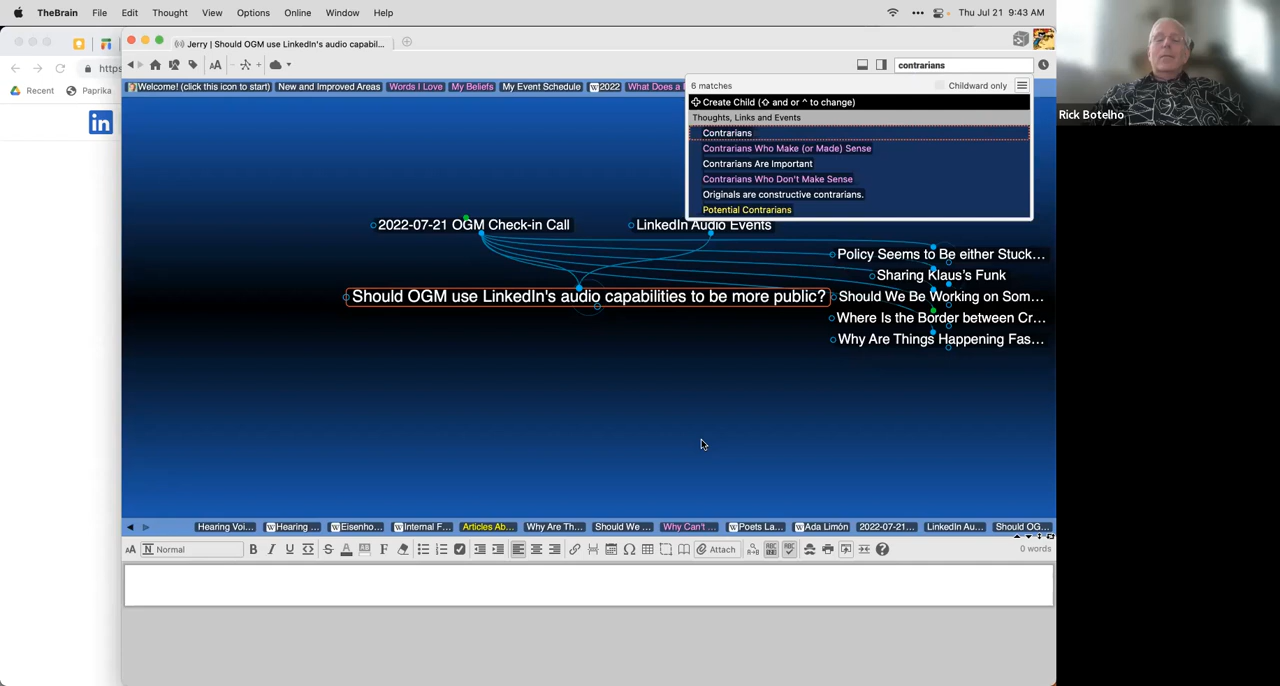 TheBrain File Edit Thought View Options Online Window Help
Thu Jul 21 9:43 AM
Jerry | Should OGM use LinkedIn's audio capabil...
https
Recent Paprika
AA
contrarians
Welcome! (click this icon to start) New and Improved Areas Words I Love My Beliefs My Event Schedule W 2022 What Does a
in
6 matches Childward only
Create Child (⇧ and or ^ to change)
Thoughts, Links and Events
Contrarians
Contrarians Who Make (or Made) Sense
Contrarians Are Important
Contrarians Who Don't Make Sense
Originals are constructive contrarians.
Potential Contrarians
Rick Botelho
2022-07-21 OGM Check-in Call
LinkedIn Audio Events
Should OGM use LinkedIn's audio capabilities to be more public?
Policy Seems to Be either Stuck...
Sharing Klaus's Funk
Should We Be Working on Som...
Where Is the Border between Cr...
Why Are Things Happening Fas...
Hearing Voi... W Hearing ... W Eisenho... W Internal F... Articles Ab... Why Are Th... Should We ... Why Can't ... W Poets La... W Ada Limón 2022-07-21... LinkedIn Au... Should OG...
AA N Normal B I U S A F Attach 0 words